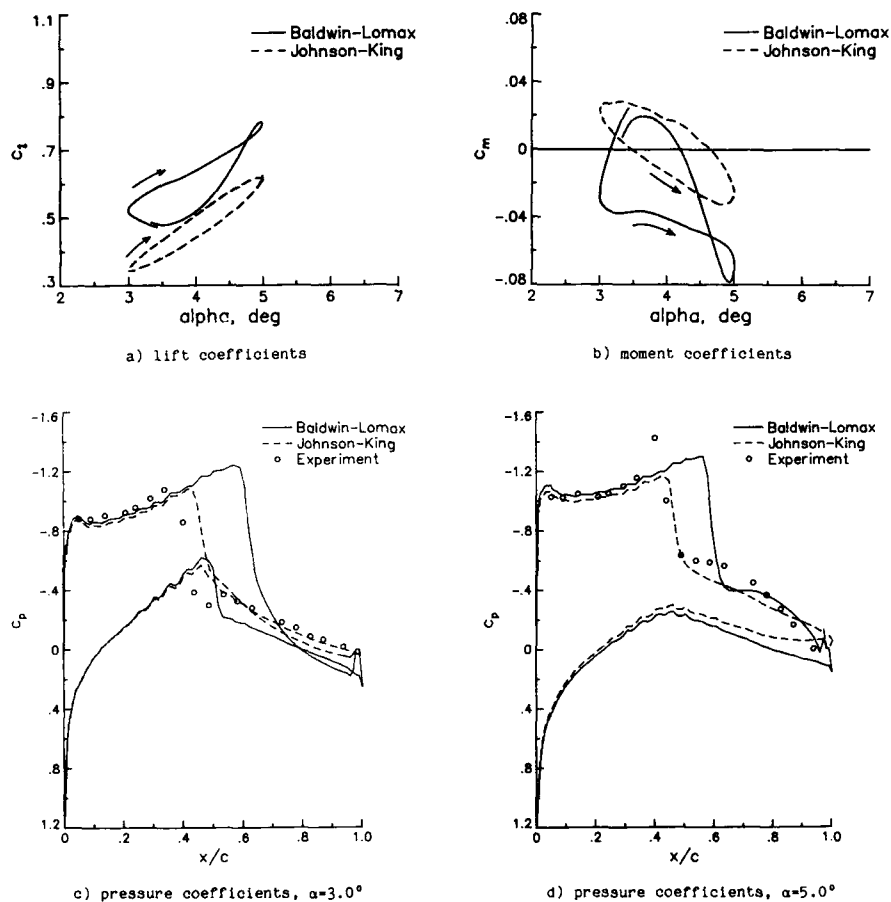 1.1
.9
.7
.5
.3
c_l
Baldwin-Lomax
Johnson-King
2 3 4 5 6 7
alpha, deg
a) lift coefficients
.08
.04
0
-.04
-.08
c_m
Baldwin-Lomax
Johnson-King
2 3 4 5 6 7
alpha, deg
b) moment coefficients
-1.6
-1.2
-.8
-.4
0
.4
.8
1.2
c_p
Baldwin-Lomax
Johnson-King
Experiment
0 .2 .4 .6 .8 1.0
x/c
c) pressure coefficients, α=3.0°
-1.6
-1.2
-.8
-.4
0
.4
.8
1.2
c_p
Baldwin-Lomax
Johnson-King
Experiment
0 .2 .4 .6 .8 1.0
x/c
d) pressure coefficients, α=5.0°